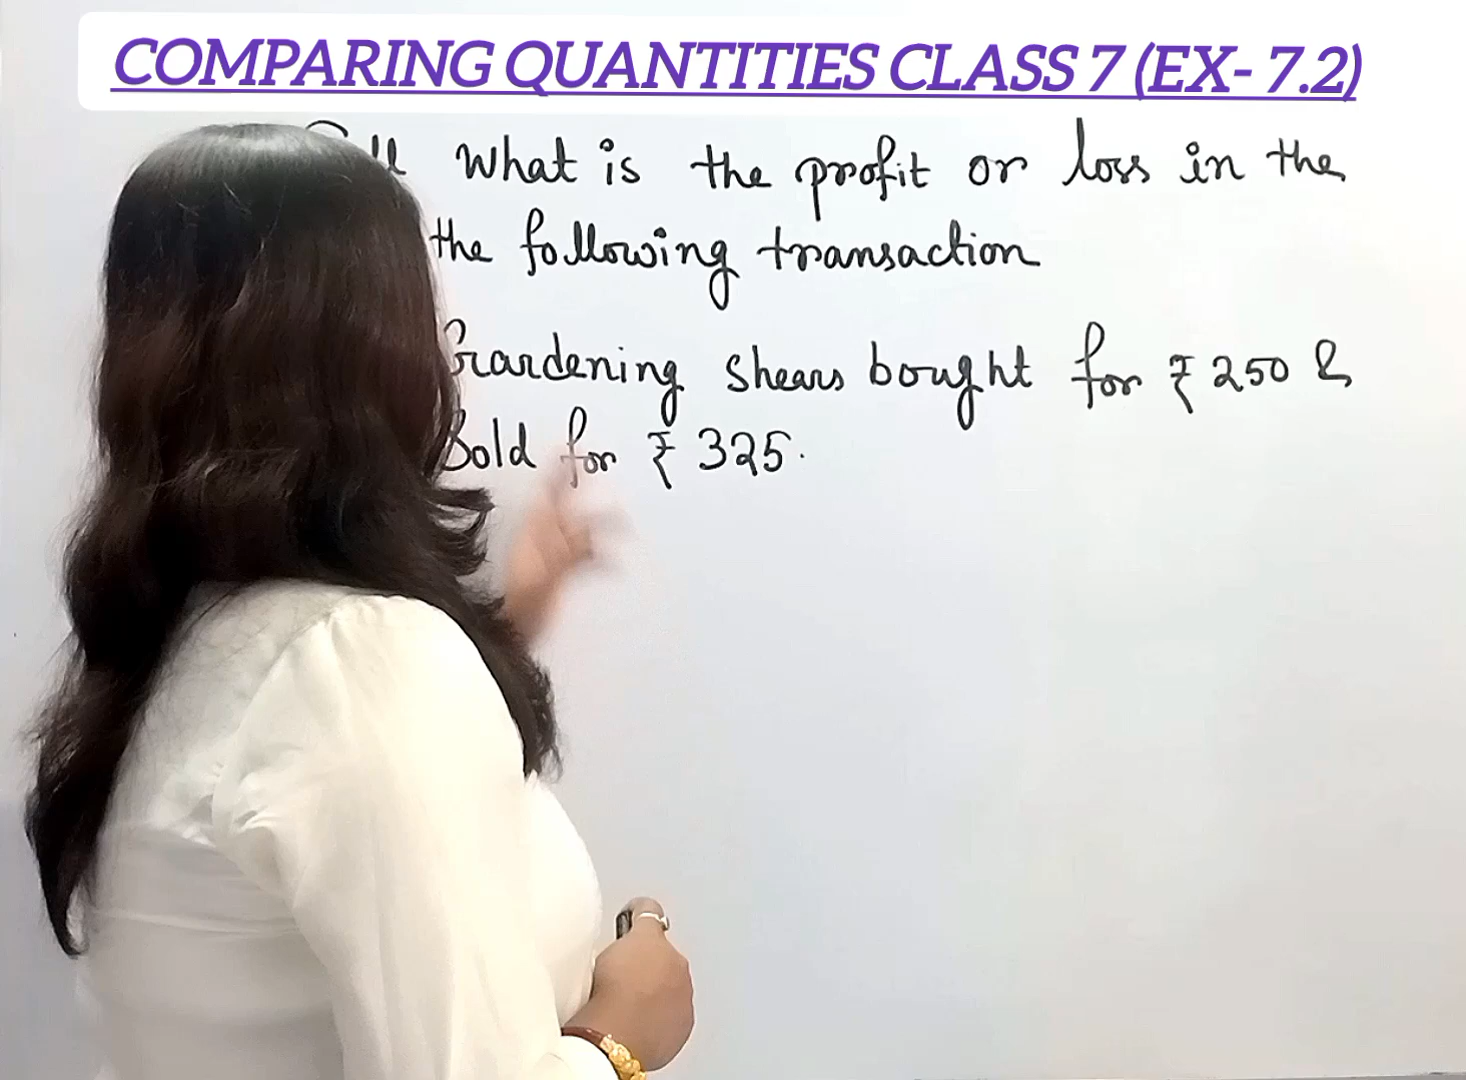 COMPARING QUANTITIES CLASS 7 (EX- 7.2)
what is the profit or loss in the
the following transaction
Gardening shears bought for ₹ 250 &
Sold for ₹ 325.